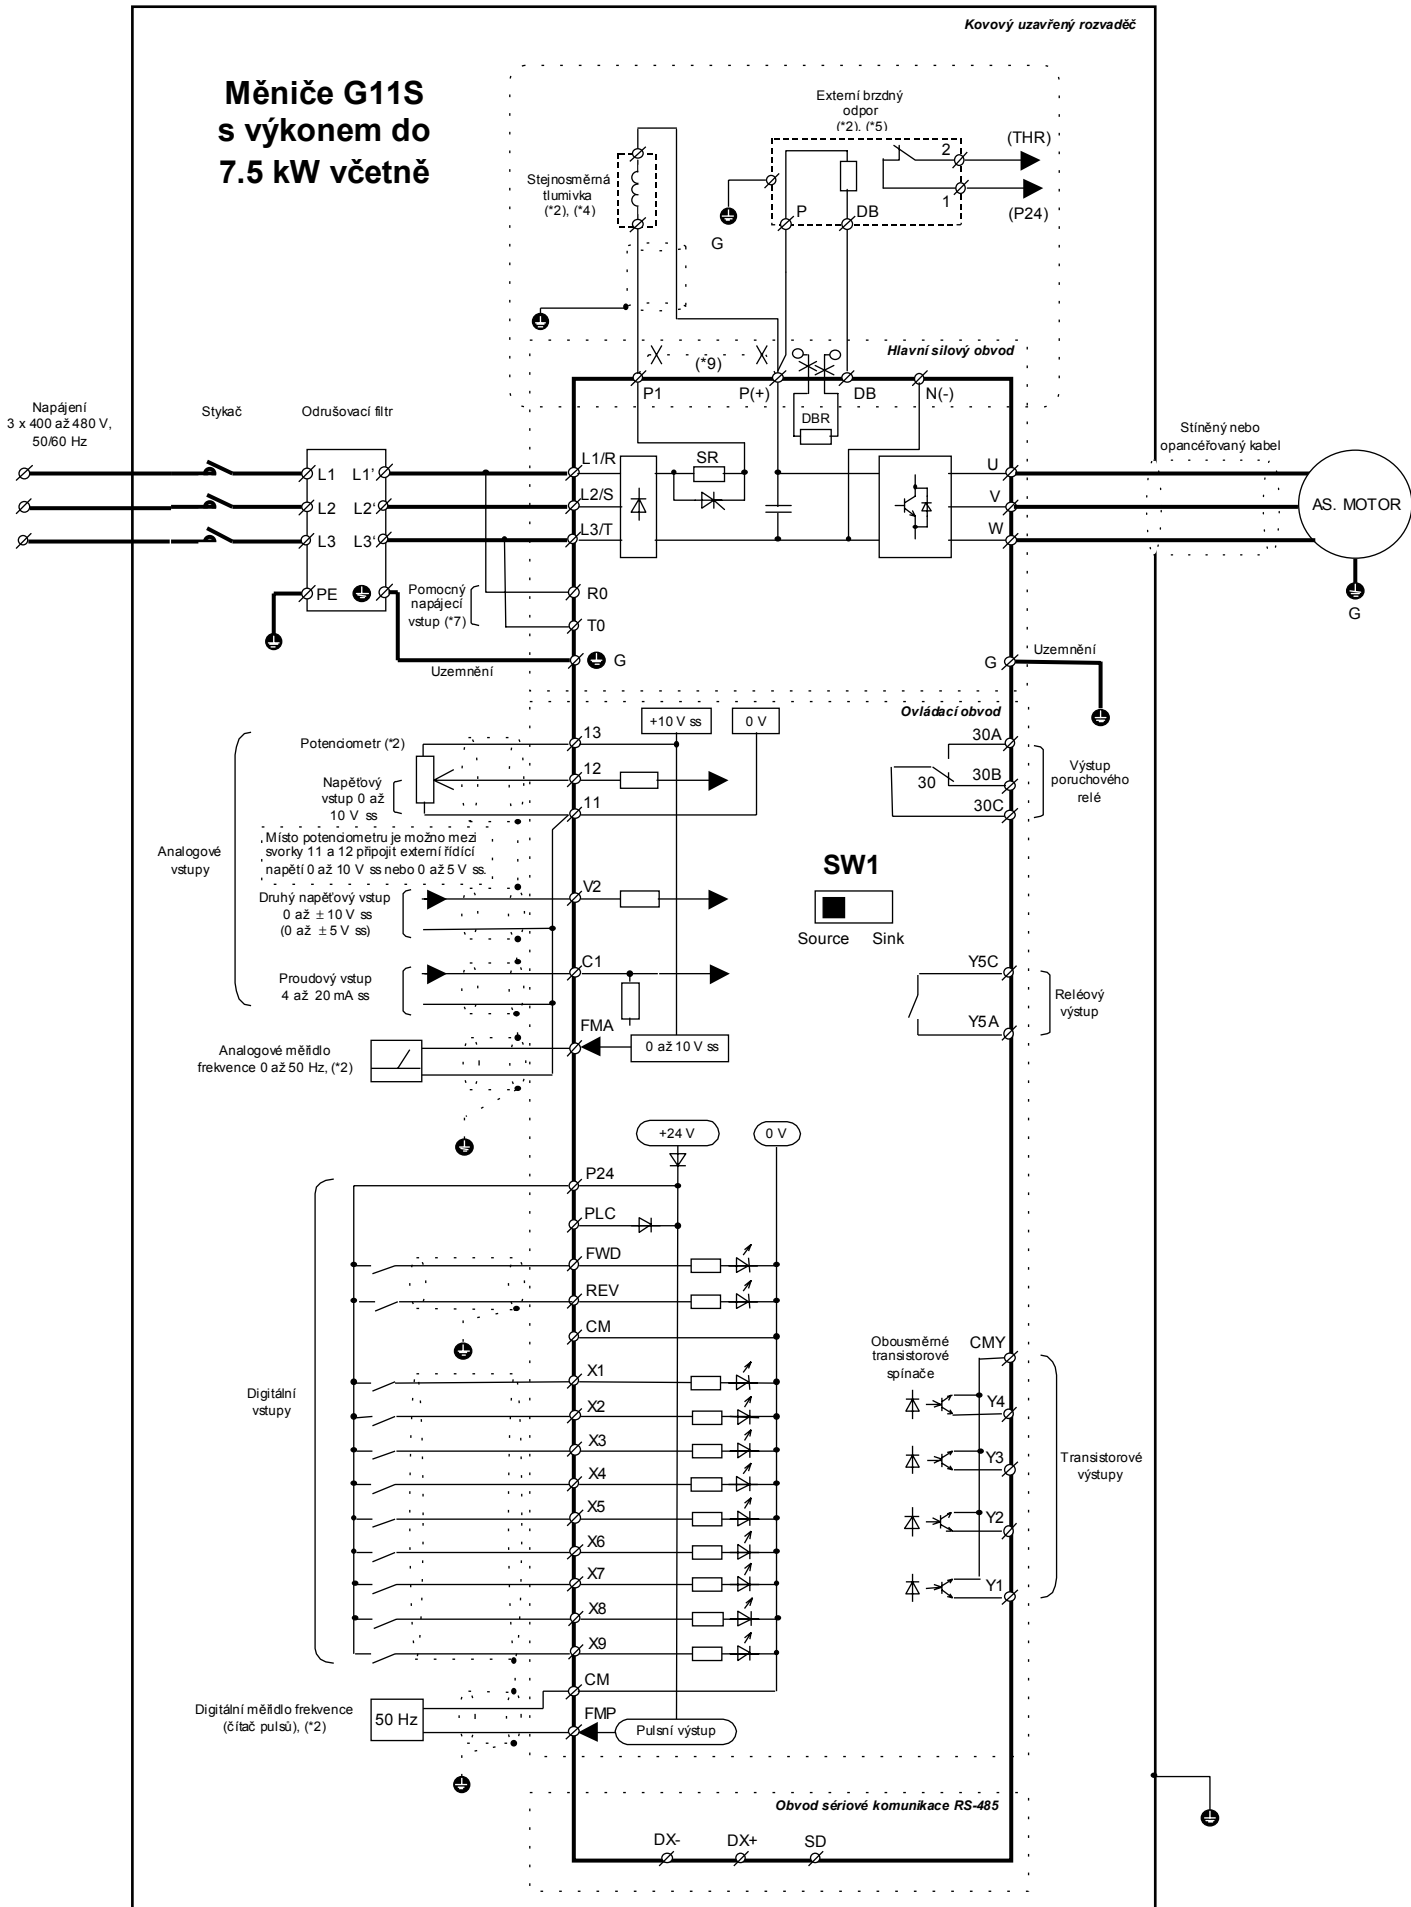 Kovový uzavřený rozvaděč
Měniče G11S
s výkonem do
7.5 kW včetně
Externí brzdný
odpor
(*2), (*5)
(THR)
2
1
(P24)
P
DB
G
Stejnosměrná
tlumivka
(*2), (*4)
Hlavní silový obvod
(*9)
P1
P(+)
DB
N(-)
DBR
Napájení
3 x 400 až 480 V,
50/60 Hz
Stykač
Odrušovací filtr
Stíněný nebo
opancéřovaný kabel
L1
L1’
L1/R
SR
U
L2
L2‘
L2/S
V
AS. MOTOR
L3
L3‘
L3/T
W
PE
Pomocný
napájecí
vstup (*7)
R0
T0
G
G
Uzemnění
G
Uzemnění
Ovládací obvod
+10 V ss
0 V
Potenciometr (*2)
13
30A
Napěťový
vstup 0 až
10 V ss
12
30
30B
Výstup
poruchového
relé
11
30C
Místo potenciometru je možno mezi
svorky 11 a 12 připojit externí řídící
napětí 0 až 10 V ss nebo 0 až 5 V ss.
Analogové
vstupy
SW1
Source
Sink
Druhý napěťový vstup
0 až ± 10 V ss
(0 až ± 5 V ss)
V2
Proudový vstup
4 až 20 mA ss
C1
Y5C
Reléový
výstup
Y5A
FMA
0 až 10 V ss
Analogové měřidlo
frekvence 0 až 50 Hz, (*2)
+24 V
0 V
P24
PLC
FWD
REV
CM
Obousměrné
transistorové
spínače
CMY
Digitální
vstupy
X1
X2
X3
X4
X5
X6
X7
X8
X9
Y4
Y3
Y2
Y1
Transistorové
výstupy
CM
Digitální měřidlo frekvence
(čítač pulsů), (*2)
50 Hz
FMP
Pulsní výstup
Obvod sériové komunikace RS-485
DX-
DX+
SD